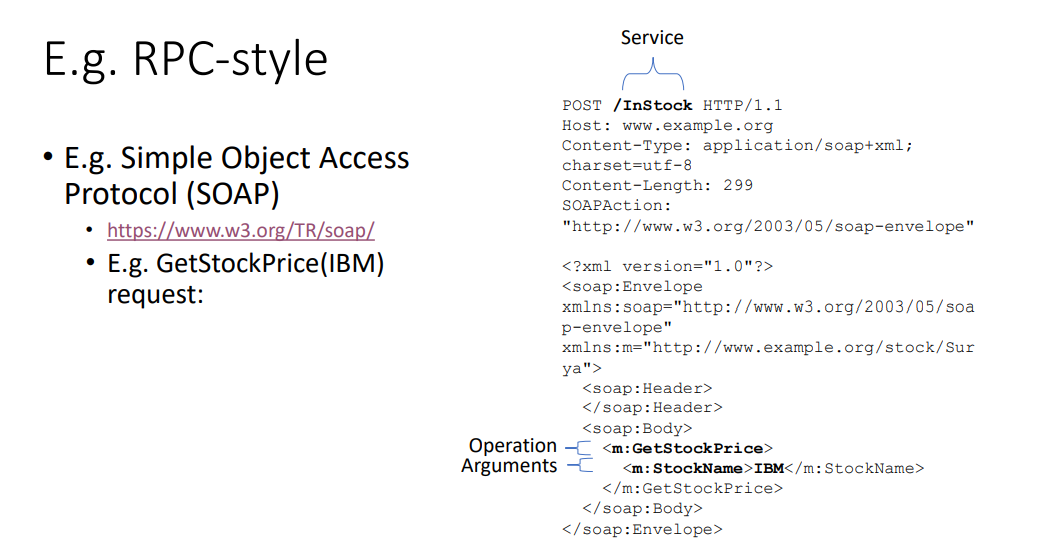 E.g. RPC-style
• E.g. Simple Object Access
Protocol (SOAP)
• https://www.w3.org/TR/soap/
• E.g. GetStockPrice(IBM)
request:
Service
POST /InStock HTTP/1.1
Host: www.example.org
Content-Type: application/soap+xml;
charset=utf-8
Content-Length: 299
SOAPAction:
"http://www.w3.org/2003/05/soap-envelope"
<?xml version="1.0"?>
<soap:Envelope
xmlns:soap="http://www.w3.org/2003/05/soa
p-envelope"
xmlns:m="http://www.example.org/stock/Sur
ya">
<soap:Header>
</soap:Header>
<soap:Body>
Operation
<m:GetStockPrice>
Arguments
<m:StockName>IBM</m:StockName>
</m:GetStockPrice>
</soap:Body>
</soap:Envelope>